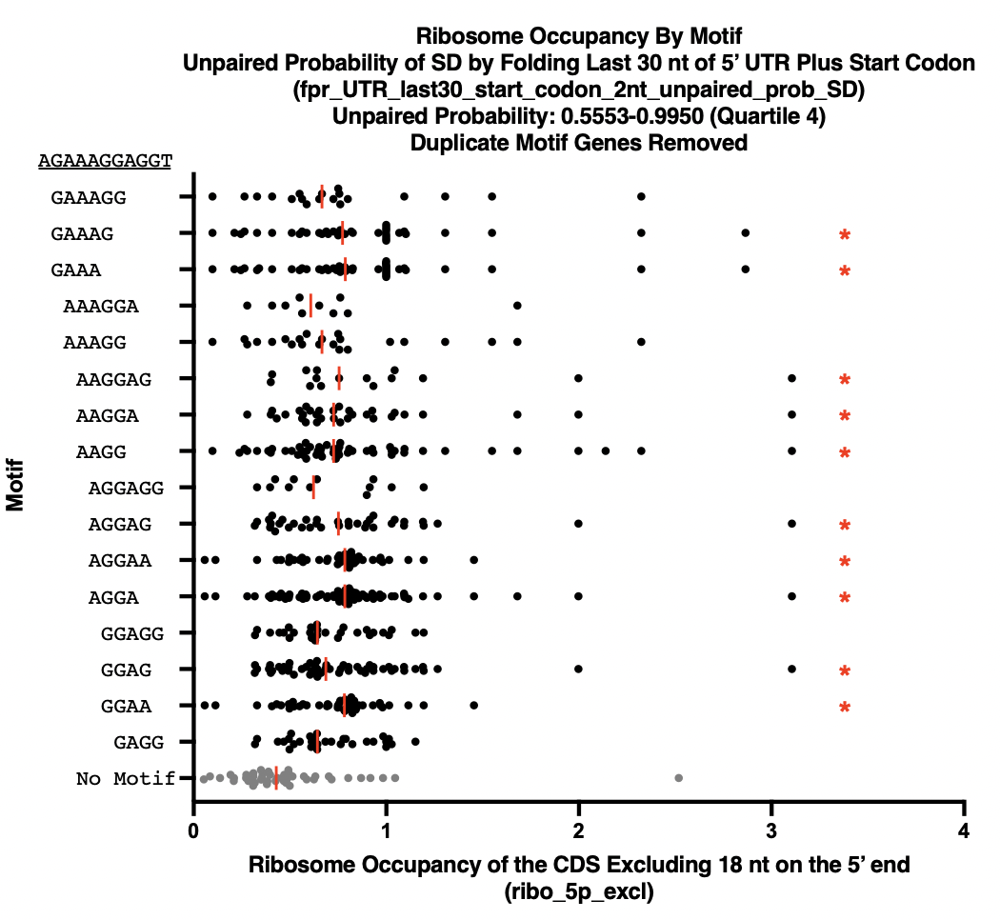 Ribosome Occupancy By Motif
Unpaired Probability of SD by Folding Last 30 nt of 5’ UTR Plus Start Codon
(fpr_UTR_last30_start_codon_2nt_unpaired_prob_SD)
Unpaired Probability: 0.5553-0.9950 (Quartile 4)
Duplicate Motif Genes Removed
AGAAAGGAGGT
GAAAGG
GAAAG *
GAAA *
AAAGGA
AAAGG
AAGGAG *
AAGGA *
AAGG *
AGGAGG
AGGAG *
AGGAA *
AGGA *
GGAGG
GGAG *
GGAA *
GAGG
No Motif
Motif
0 1 2 3 4
Ribosome Occupancy of the CDS Excluding 18 nt on the 5’ end
(ribo_5p_excl)